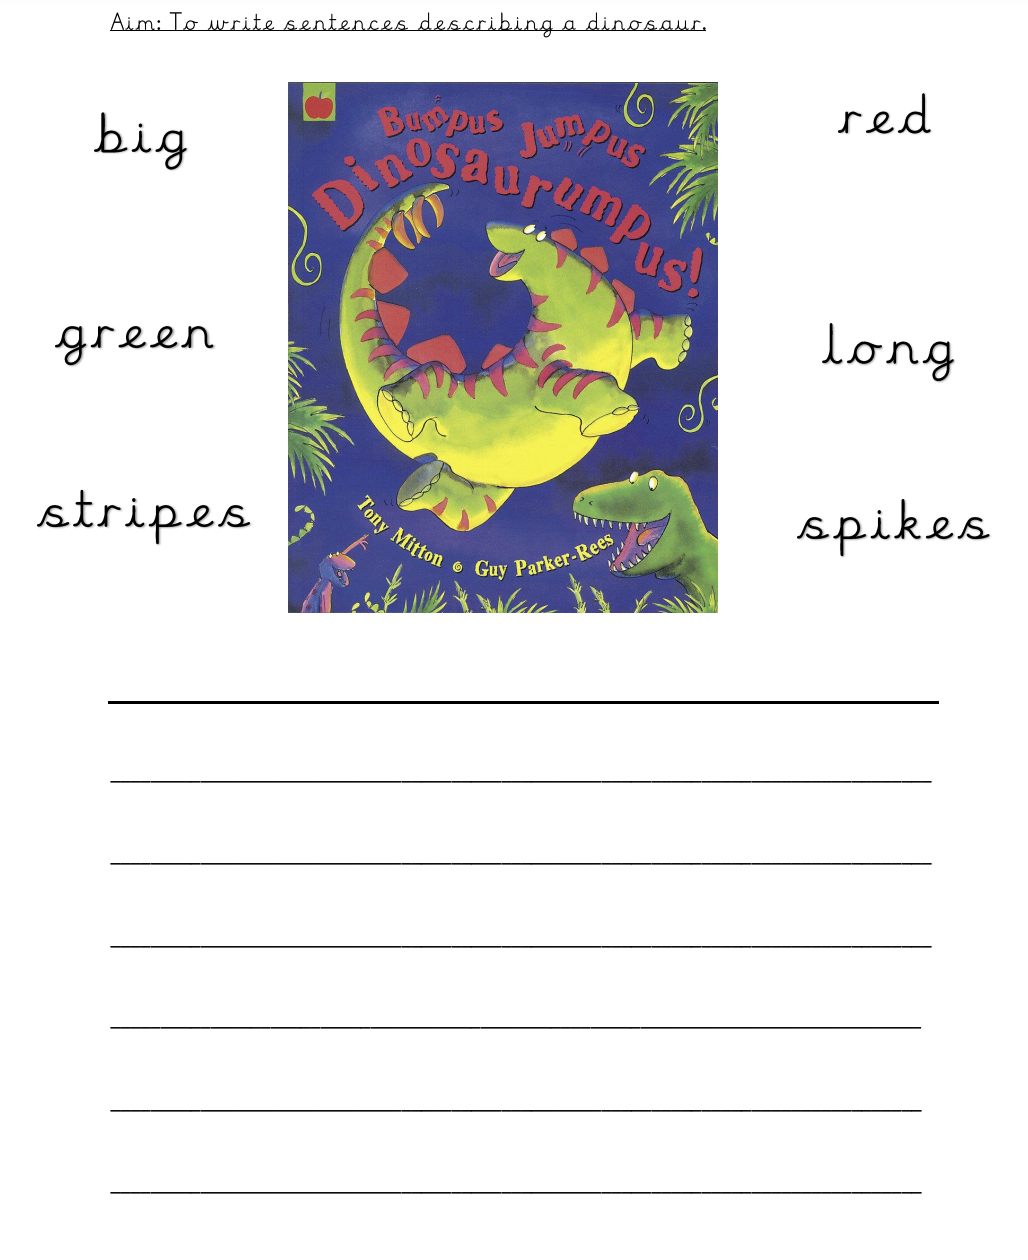 Aim: To write sentences describing a dinosaur.
big
red
Bumpus Jumpus
Dinosaurumpus!
green
long
stripes
spikes
Tony Mitton Guy Parker-Rees